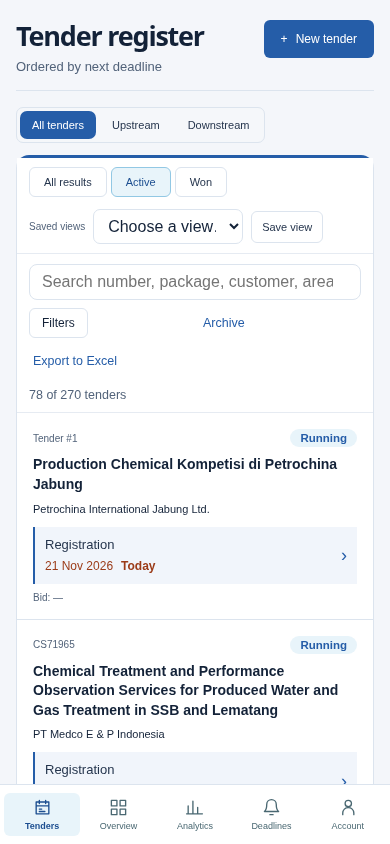 Tender register
+ New tender
Ordered by next deadline
All tenders Upstream Downstream
All results Active Won
Saved views Choose a view. Save view
Search number, package, customer, area
Filters Archive
Export to Excel
78 of 270 tenders
Tender #1 Running
Production Chemical Kompetisi di Petrochina
Jabung
Petrochina International Jabung Ltd.
Registration
21 Nov 2026 Today
Bid: —
CS71965 Running
Chemical Treatment and Performance
Observation Services for Produced Water and
Gas Treatment in SSB and Lematang
PT Medco E & P Indonesia
Registration
Tenders Overview Analytics Deadlines Account